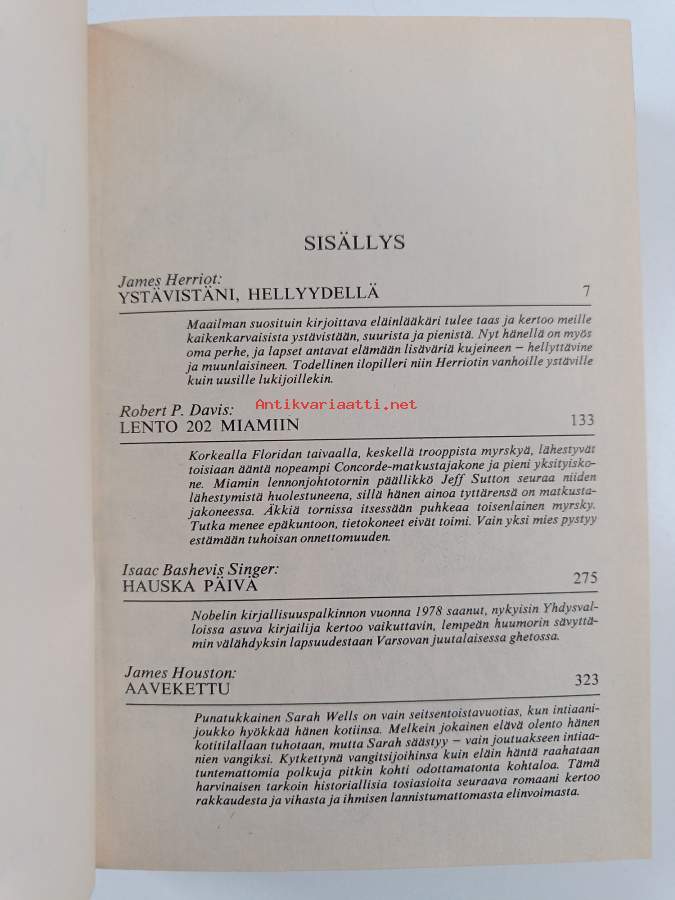 SISÄLLYS
James Herriot:
YSTÄVISTÄNI, HELLYYDELLÄ 7
Maailman suosituin kirjoittava eläinlääkäri tulee taas ja kertoo meille
kaikenkarvaisista ystävistään, suurista ja pienistä. Nyt hänellä on myös
oma perhe, ja lapset antavat elämään lisäväriä kujeineen – hellyttävine
ja muunlaisineen. Todellinen ilopilleri niin Herriotin vanhoille ystäville
kuin uusille lukijoillekin.
Antikvariaatti.net
Robert P. Davis:
LENTO 202 MIAMIIN 133
Korkealla Floridan taivaalla, keskellä trooppista myrskyä, lähestyvät
toisiaan ääntä nopeampi Concorde-matkustajakone ja pieni yksityisko-
ne. Miamin lennonjohtotornin päällikkö Jeff Sutton seuraa niiden
lähestymistä huolestuneena, sillä hänen ainoa tyttärensä on matkusta-
jakoneessa. Äkkiä tornissa itsessään puhkeaa toisenlainen myrsky.
Tutka menee epäkuntoon, tietokoneet eivät toimi. Vain yksi mies pystyy
estämään tuhoisan onnettomuuden.
Isaac Bashevis Singer:
HAUSKA PÄIVÄ 275
Nobelin kirjallisuuspalkinnon vuonna 1978 saanut, nykyisin Yhdysval-
loissa asuva kirjailija kertoo vaikuttavin, lempeän huumorin sävyttä-
min välähdyksin lapsuudestaan Varsovan juutalaisessa ghetossa.
James Houston:
AAVEKETTU 323
Punatukkainen Sarah Wells on vain seitsentoistavuotias, kun intiaani-
joukko hyökkää hänen kotiinsa. Melkein jokainen elävä olento hänen
kotitilallaan tuhotaan, mutta Sarah säästyy – vain joutuakseen intiaa-
nien vangiksi. Kytkettynä vangitsijoihinsa kuin eläin häntä raahataan
tuntemattomia polkuja pitkin kohti odottamatonta kohtaloa. Tämä
harvinaisen tarkoin historiallisia tosiasioita seuraava romaani kertoo
rakkaudesta ja vihasta ja ihmisen lannistumattomasta elinvoimasta.